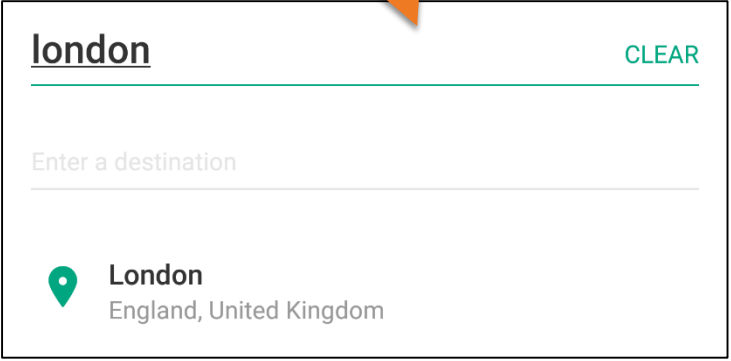 london
CLEAR
Enter a destination
London
England, United Kingdom